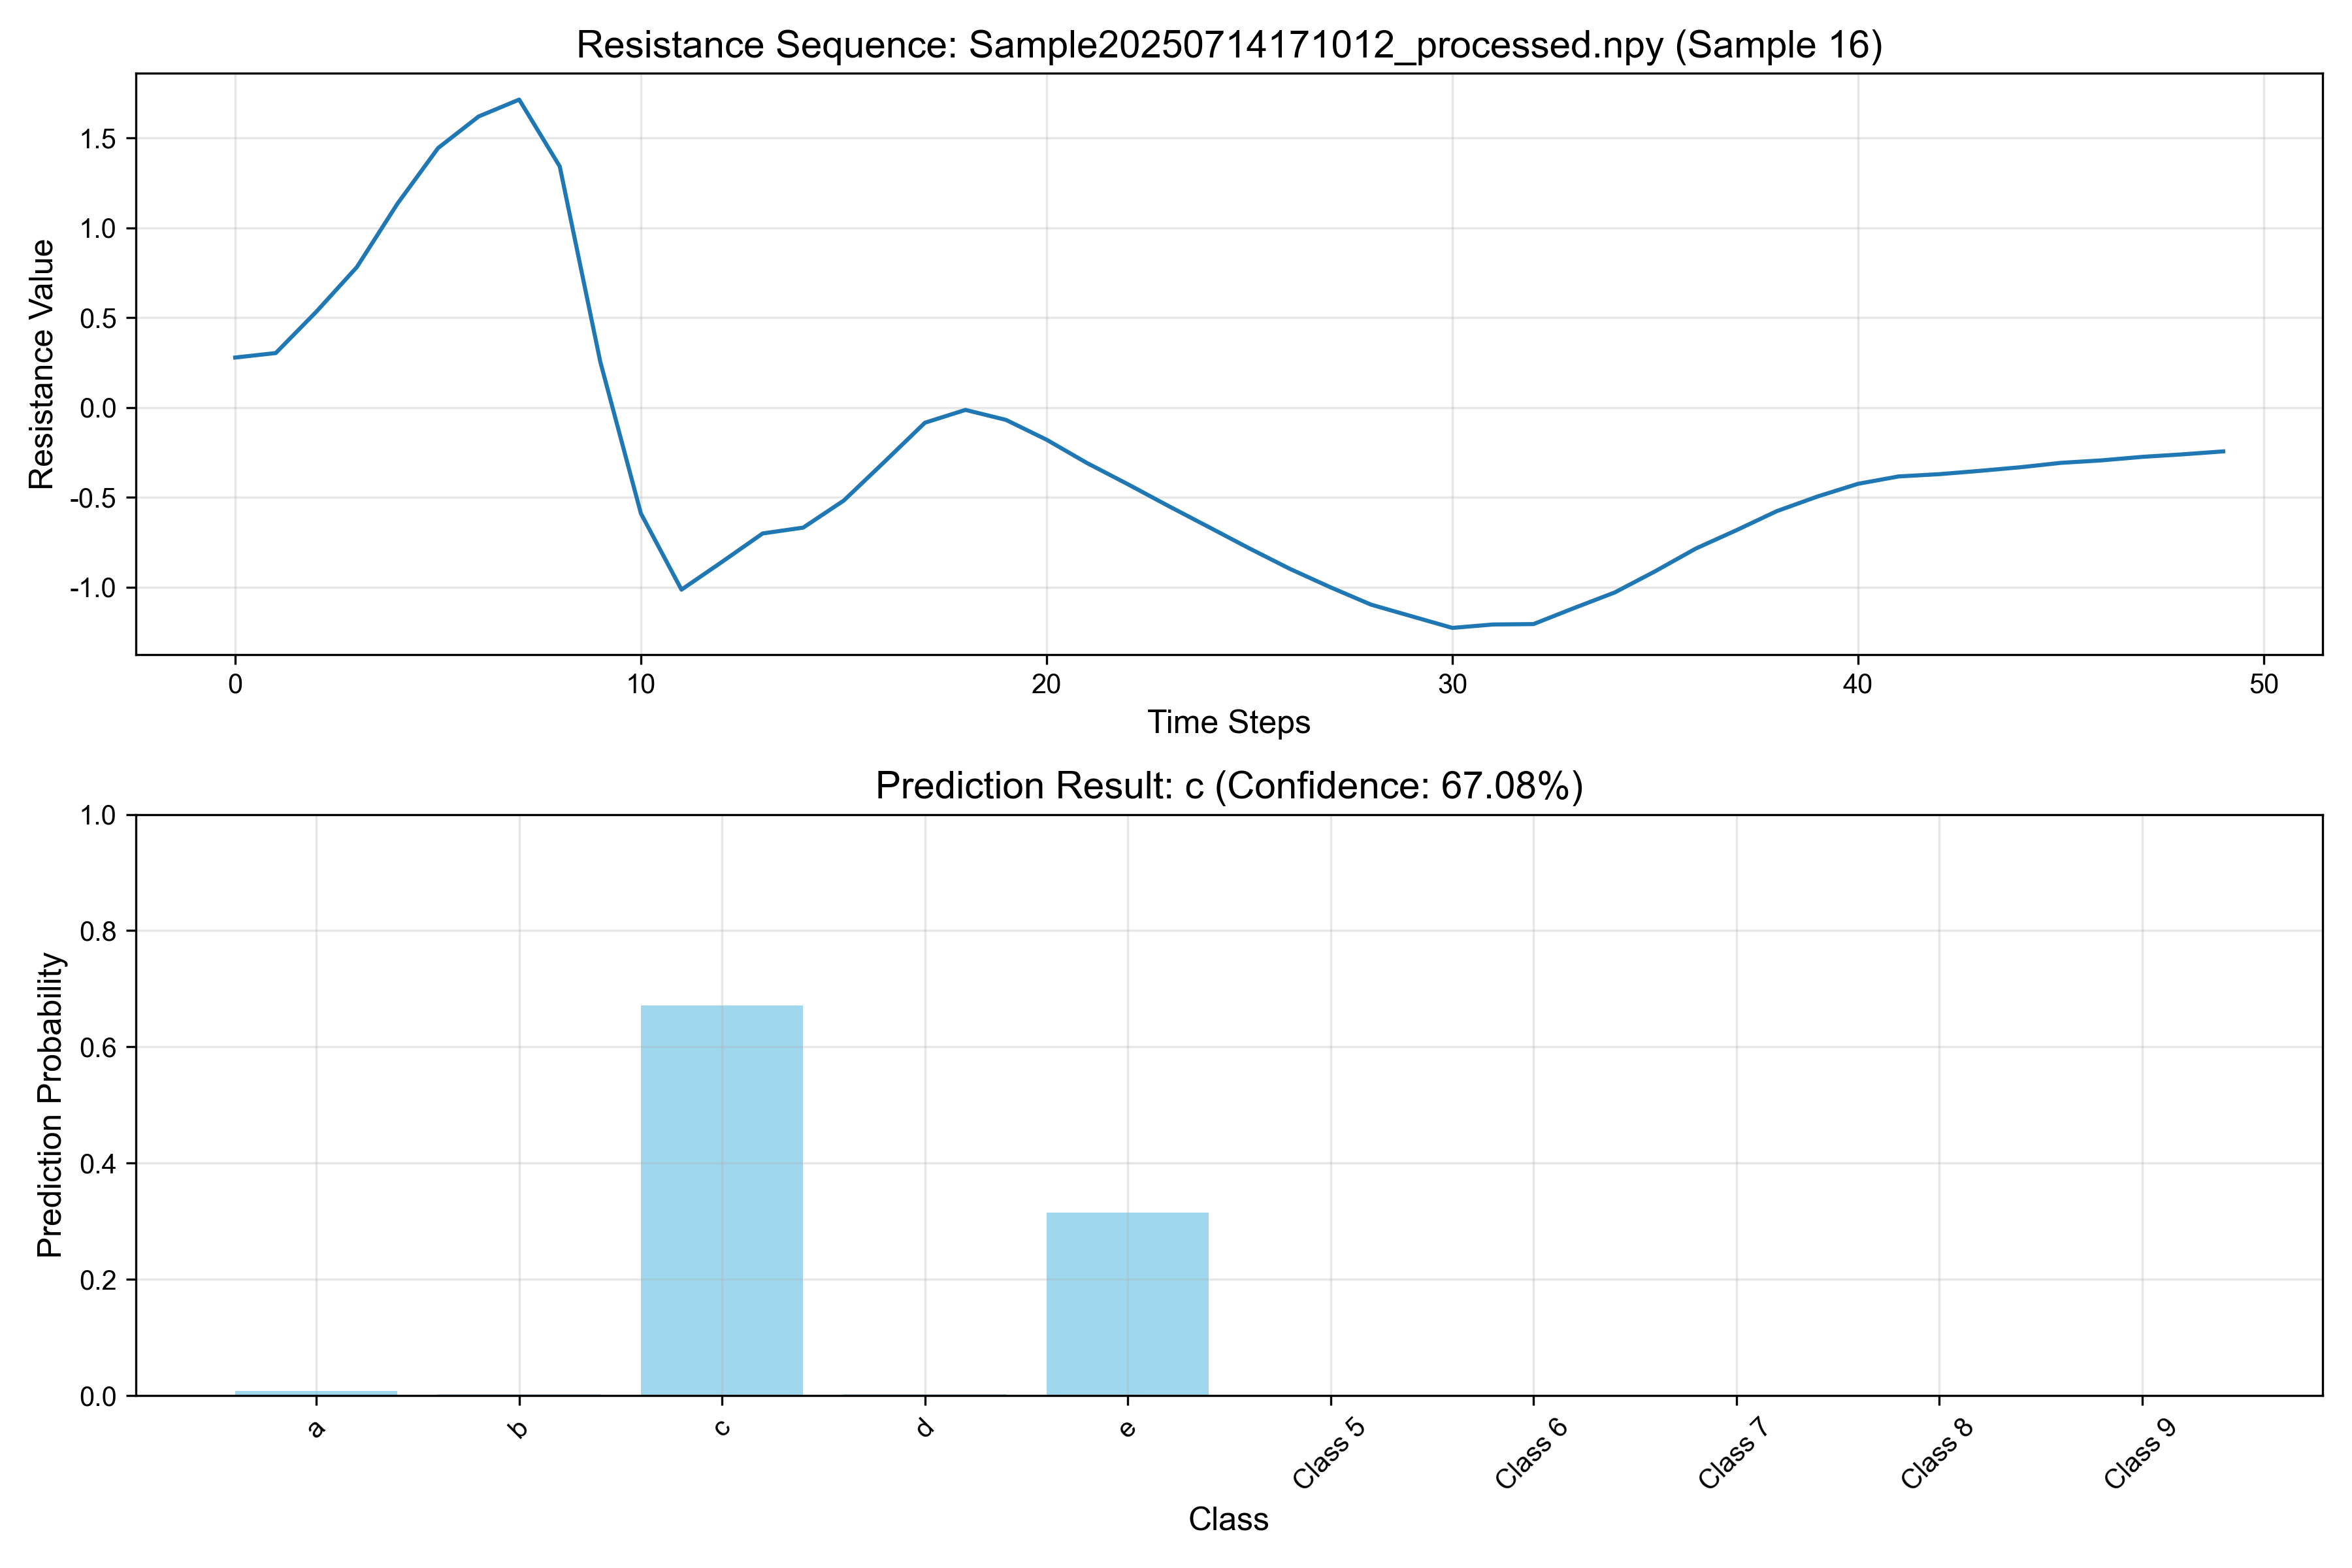 Resistance Sequence: Sample20250714171012_processed.npy (Sample 16)
Resistance Value
1.5
1.0
0.5
0.0
-0.5
-1.0
0 10 20 30 40 50
Time Steps
Prediction Result: c (Confidence: 67.08%)
Prediction Probability
1.0
0.8
0.6
0.4
0.2
0.0
a b c d e Class 5 Class 6 Class 7 Class 8 Class 9
Class